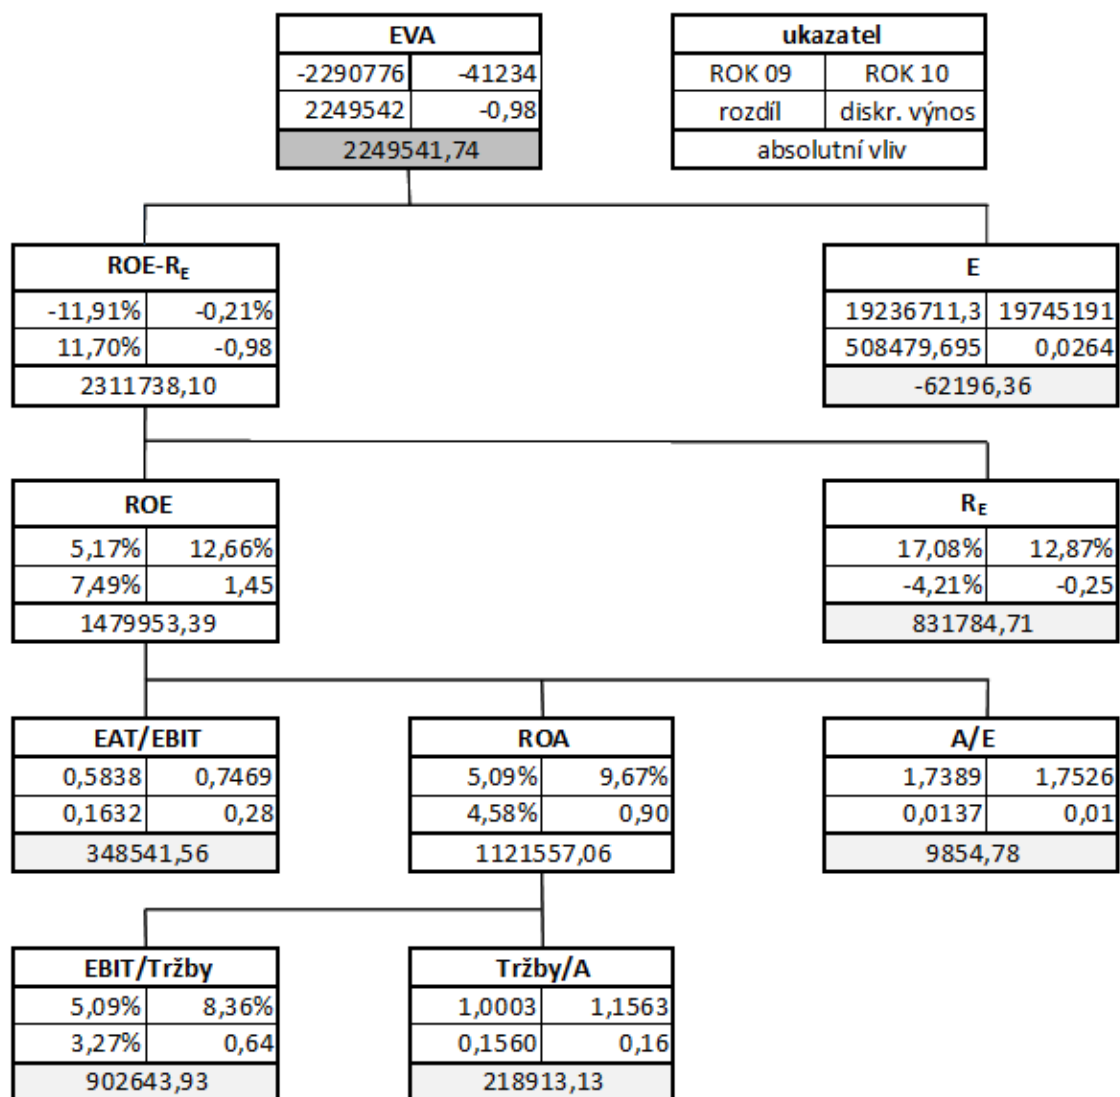 EVA
-2290776 -41234
2249542 -0,98
2249541,74
ukazatel
ROK 09 ROK 10
rozdíl diskr. výnos
absolutní vliv
ROE-R_E
-11,91% -0,21%
11,70% -0,98
2311738,10
E
19236711,3 19745191
508479,695 0,0264
-62196,36
ROE
5,17% 12,66%
7,49% 1,45
1479953,39
R_E
17,08% 12,87%
-4,21% -0,25
831784,71
EAT/EBIT
0,5838 0,7469
0,1632 0,28
348541,56
ROA
5,09% 9,67%
4,58% 0,90
1121557,06
A/E
1,7389 1,7526
0,0137 0,01
9854,78
EBIT/Tržby
5,09% 8,36%
3,27% 0,64
902643,93
Tržby/A
1,0003 1,1563
0,1560 0,16
218913,13